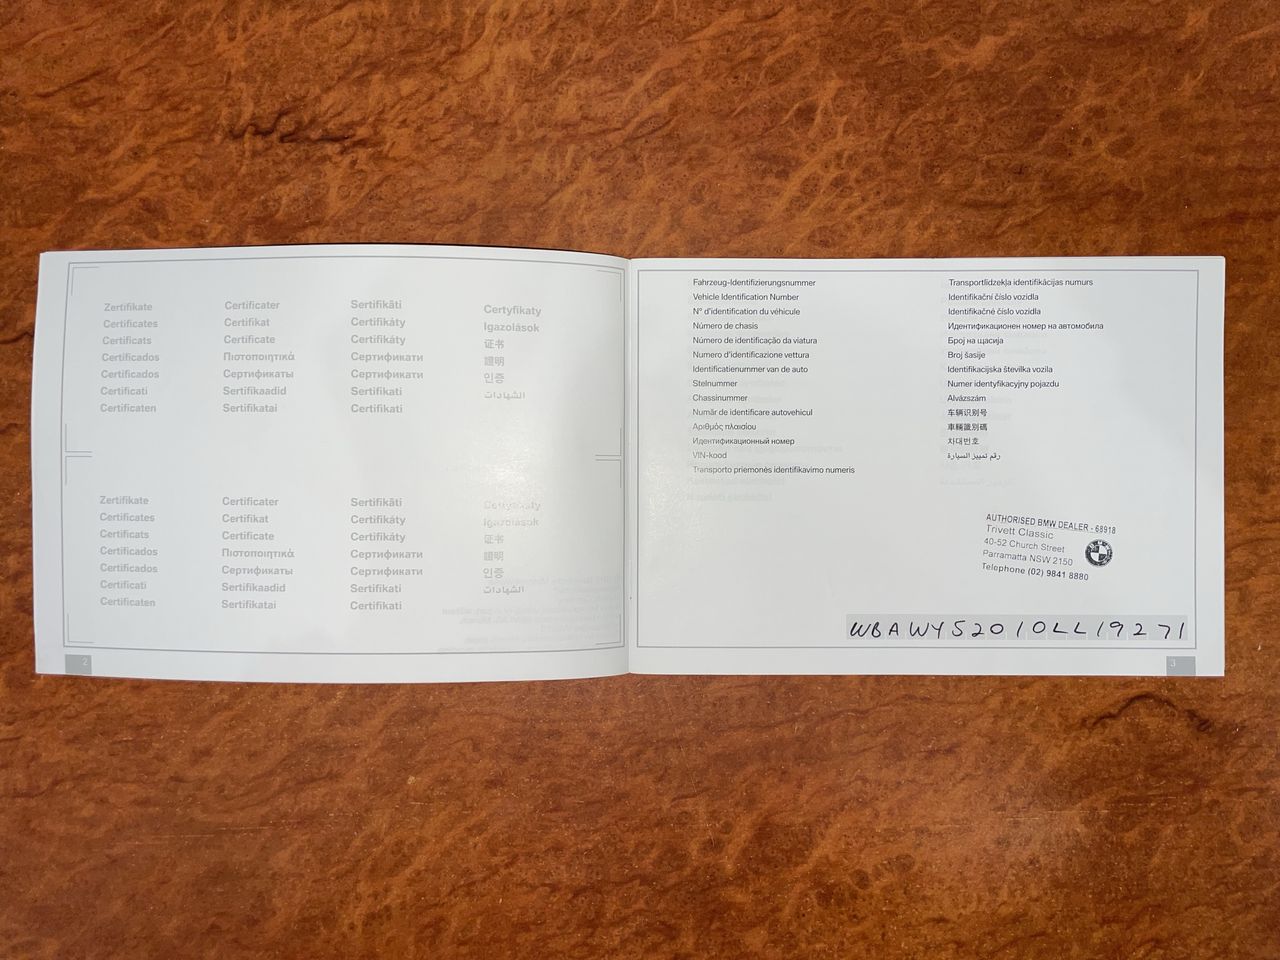 Zertifikate
Certificates
Certificats
Certificados
Certificados
Certificati
Certificaten
Certificater
Certifikat
Certificate
Πιστοποιητικά
Сертификаты
Sertifikaadid
Sertifikatai
Sertifikāti
Certifikáty
Certifikáty
Сертификати
Сертификати
Sertifikati
Certifikati
Certyfikaty
Igazolások
证书
證明
인증
الشهادات
Zertifikate
Certificates
Certificats
Certificados
Certificados
Certificati
Certificaten
Certificater
Certifikat
Certificate
Πιστοποιητικά
Сертификаты
Sertifikaadid
Sertifikatai
Sertifikāti
Certifikáty
Certifikáty
Сертификати
Сертификати
Sertifikati
Certifikati
Certyfikaty
Igazolások
证书
證明
인증
الشهادات
2
Fahrzeug-Identifizierungsnummer
Vehicle Identification Number
N° d'identification du véhicule
Número de chasis
Número de identificação da viatura
Numero d'identificazione vettura
Identificatienummer van de auto
Stelnummer
Chassinummer
Număr de identificare autovehicul
Αριθμός πλαισίου
Идентификационный номер
VIN-kood
Transporto priemonės identifikavimo numeris
Transportlīdzekļa identifikācijas numurs
Identifikační číslo vozidla
Identifikačné číslo vozidla
Идентификационен номер на автомобила
Број на щасија
Broj šasije
Identifikacijska številka vozila
Numer identyfikacyjny pojazdu
Alvázszám
车辆识别号
車輛識別碼
차대번호
رقم تمييز السيارة
AUTHORISED BMW DEALER - 68918
Trivett Classic
40-52 Church Street
Parramatta NSW 2150
Telephone (02) 9841 8880
WBAWY52010LL19271
3